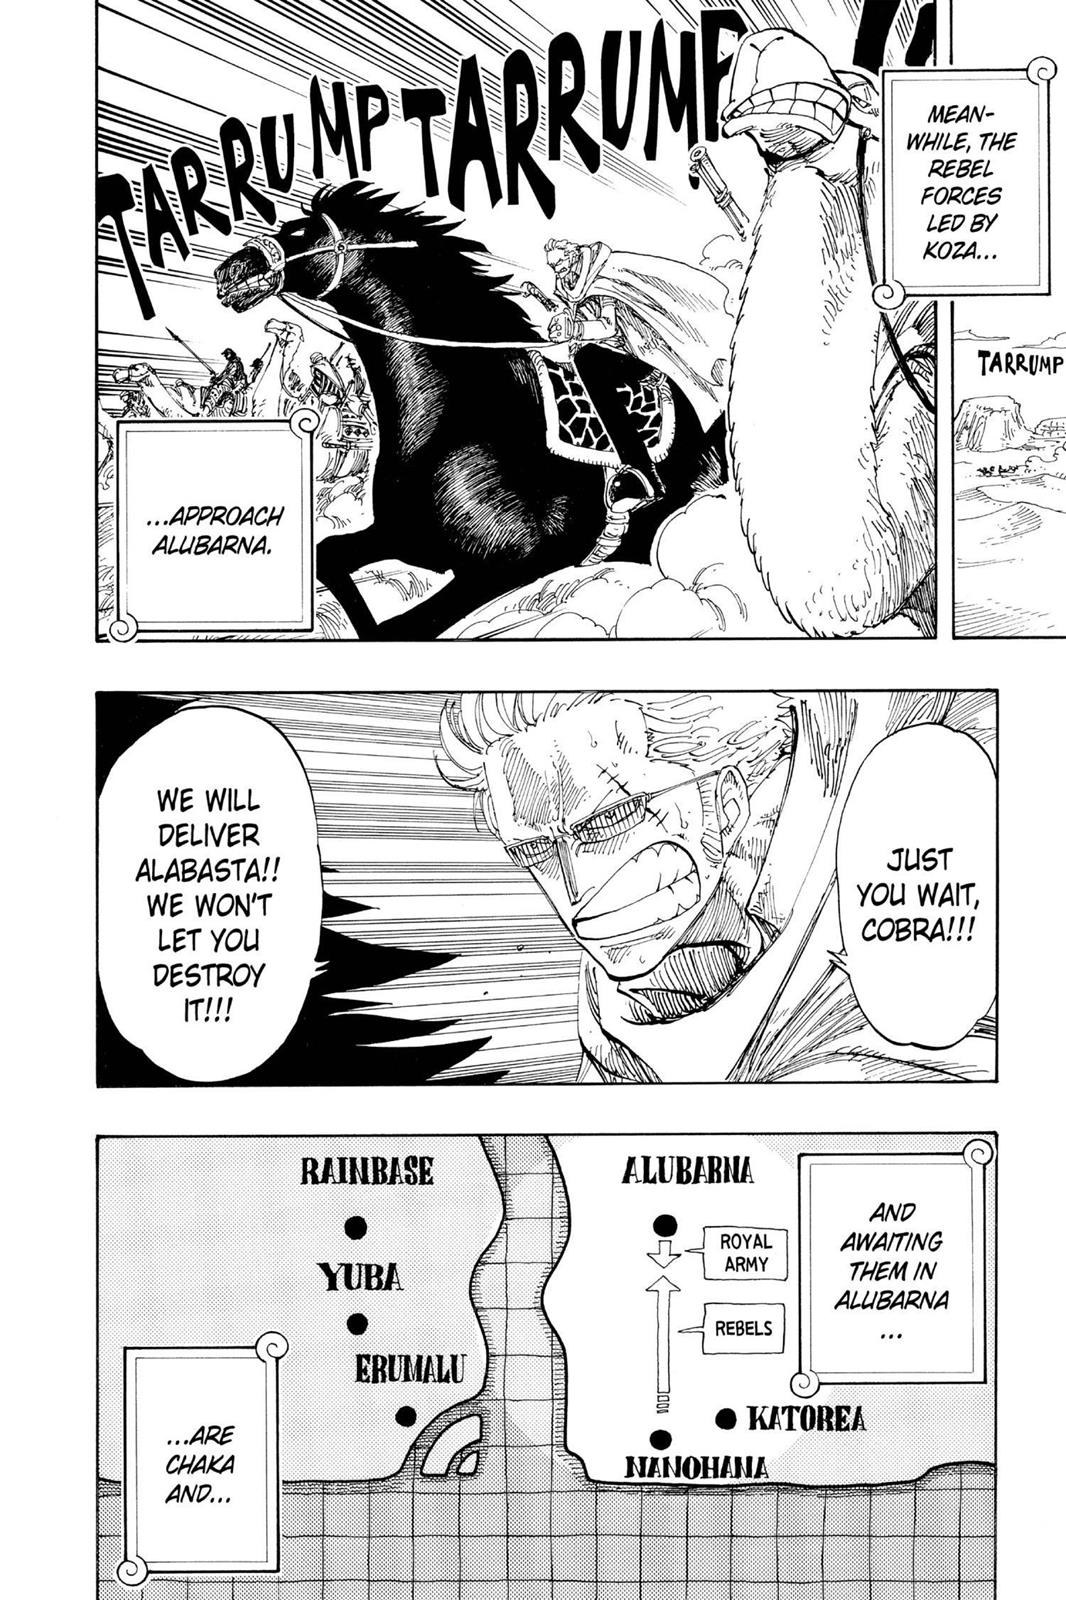 TARRUMP
MEAN-
WHILE, THE
REBEL
FORCES
LED BY
KOZA...
TARRUMP TARRUMP
...APPROACH
ALUBARNA.
JUST
YOU WAIT,
COBRA!!!
WE WILL
DELIVER
ALABASTA!!
WE WON'T
LET YOU
DESTROY
IT!!!
RAINBASE
YUBA
ERUMALU
ALUBARNA
ROYAL
ARMY
REBELS
KATOREA
NANOHANA
AND
AWAITING
THEM IN
ALUBARNA
...
...ARE
CHAKA
AND...